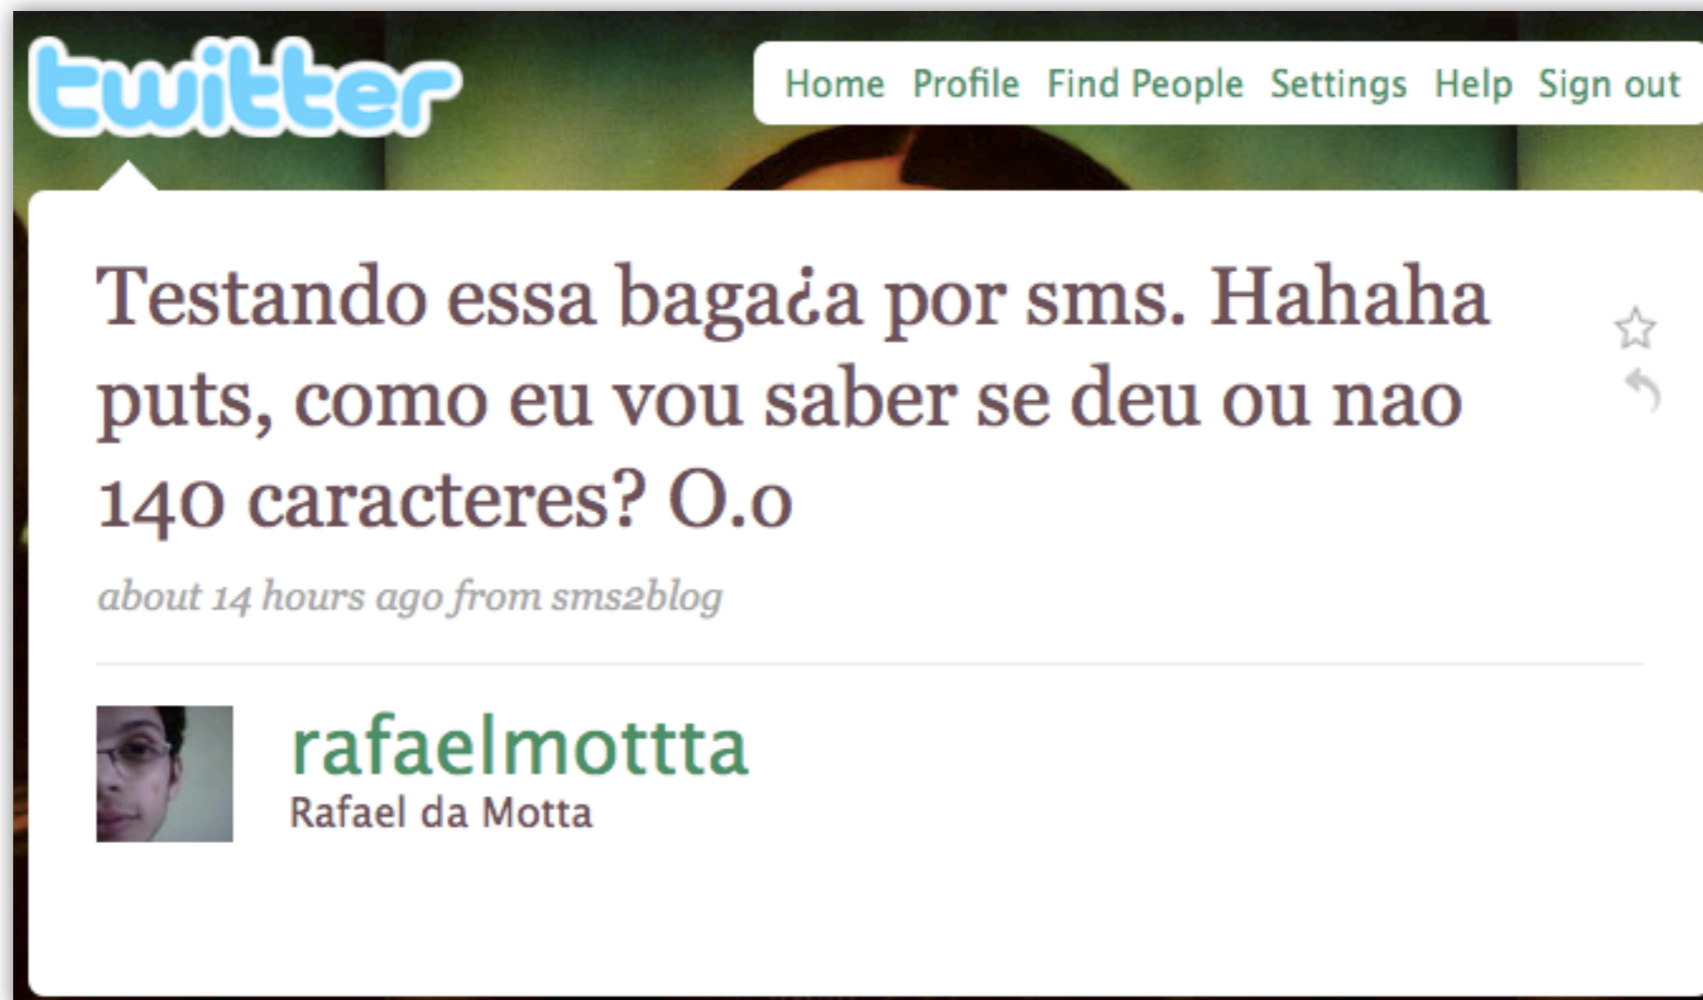 twitter
Home Profile Find People Settings Help Sign out
Testando essa baga¿a por sms. Hahaha
puts, como eu vou saber se deu ou nao
140 caracteres? O.o
about 14 hours ago from sms2blog
rafaelmottta
Rafael da Motta